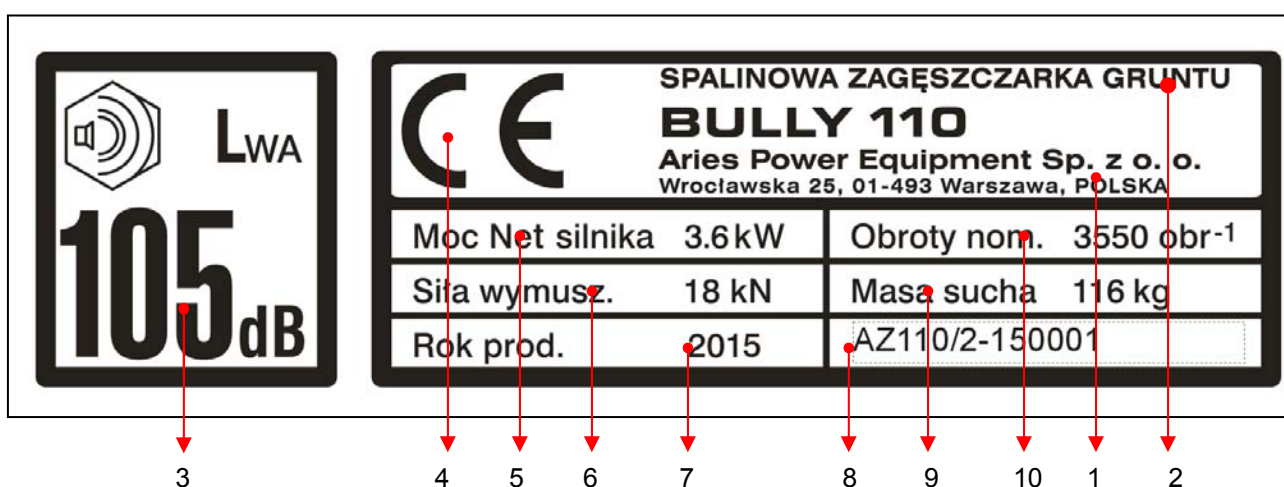 LWA
105dB
CE
SPALINOWA ZAGĘSZCZARKA GRUNTU
BULLY 110
Aries Power Equipment Sp. z o. o.
Wrocławska 25, 01-493 Warszawa, POLSKA
Moc Net silnika 3.6kW Obroty nom. 3550 obr-1
Siła wymusz. 18 kN Masa sucha 116 kg
Rok prod. 2015 AZ110/2-150001
3 4 5 6 7 8 9 10 1 2